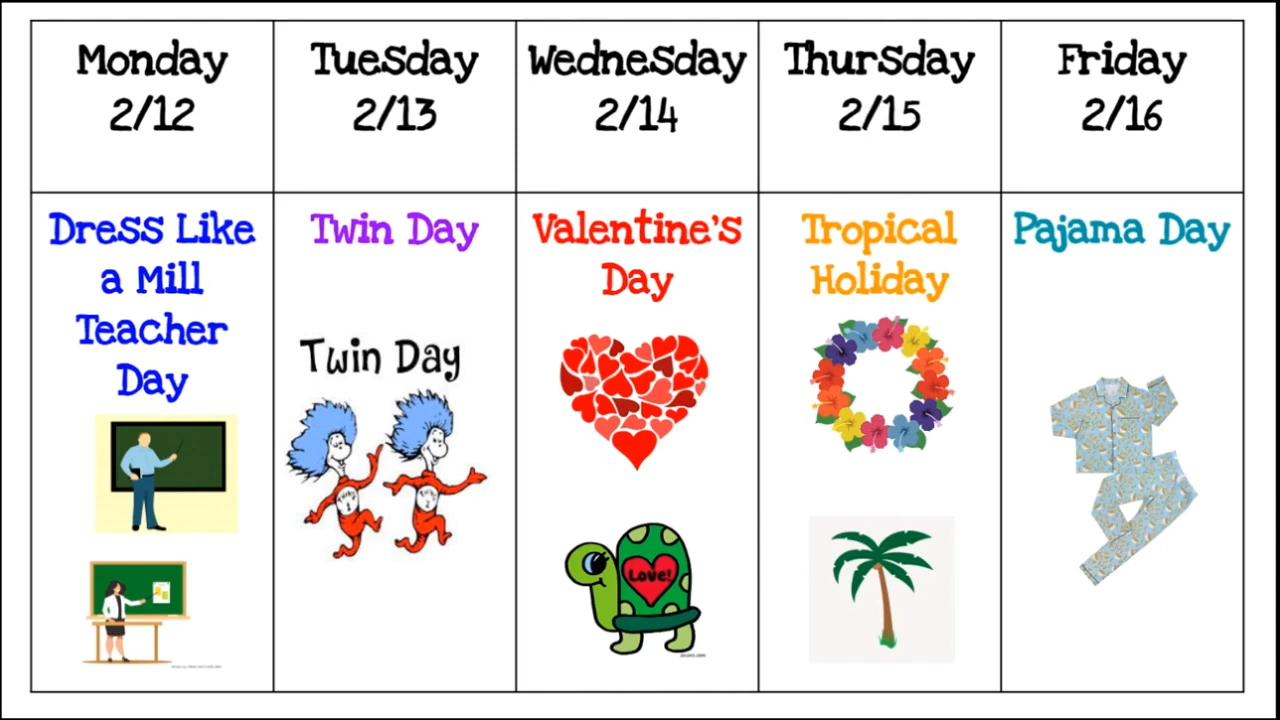 Monday
2/12
Tuesday
2/13
Wednesday
2/14
Thursday
2/15
Friday
2/16
Dress Like
a Mill
Teacher
Day
Twin Day
Twin Day
Valentine's
Day
Love!
Tropical
Holiday
Pajama Day